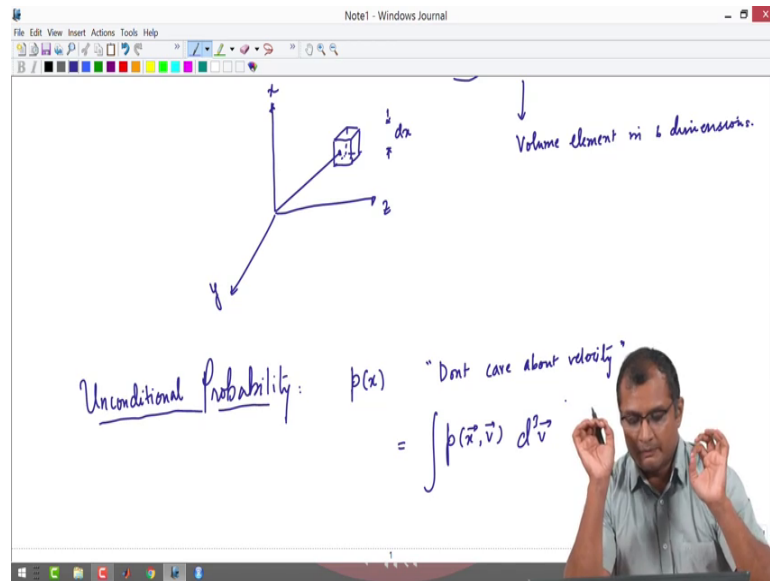 Note1 - Windows Journal
File Edit View Insert Actions Tools Help
B I
x
dx
z
y
Volume element in 6 dimensions.
Unconditional Probability: p(x) "Dont care about velocity"
= ∫ p(x⃗, v⃗) d³v⃗
1